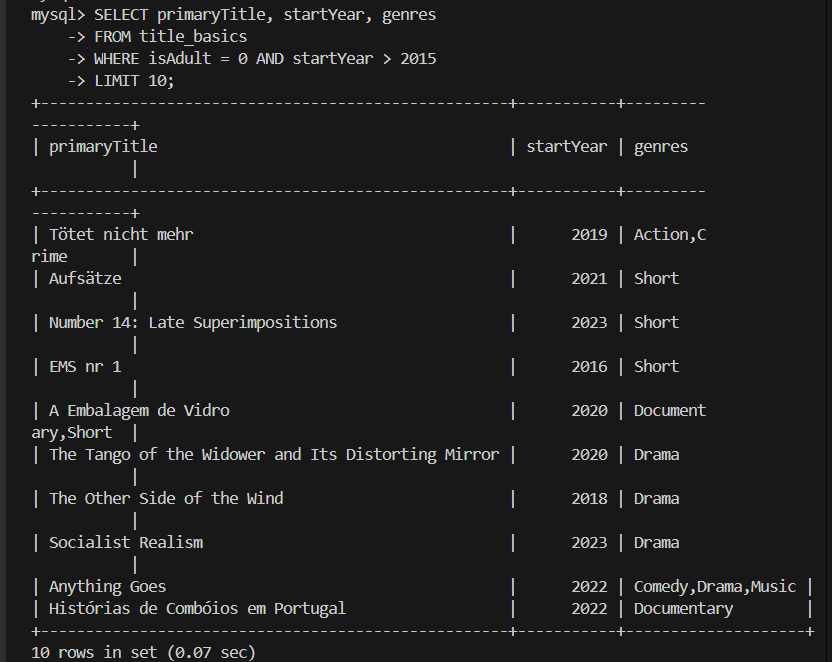 mysql> SELECT primaryTitle, startYear, genres
    -> FROM title_basics
    -> WHERE isAdult = 0 AND startYear > 2015
    -> LIMIT 10;
+----------------------------------------------------+-----------+---------
-----------+
| primaryTitle                                       | startYear | genres
           |
+----------------------------------------------------+-----------+---------
-----------+
| Tötet nicht mehr                                   |      2019 | Action,C
rime       |
| Aufsätze                                           |      2021 | Short
           |
| Number 14: Late Superimpositions                   |      2023 | Short
           |
| EMS nr 1                                           |      2016 | Short
           |
| A Embalagem de Vidro                               |      2020 | Document
ary,Short  |
| The Tango of the Widower and Its Distorting Mirror |      2020 | Drama
           |
| The Other Side of the Wind                         |      2018 | Drama
           |
| Socialist Realism                                  |      2023 | Drama
           |
| Anything Goes                                      |      2022 | Comedy,Drama,Music |
| Histórias de Combóios em Portugal                  |      2022 | Documentary        |
+----------------------------------------------------+-----------+--------------------+
10 rows in set (0.07 sec)